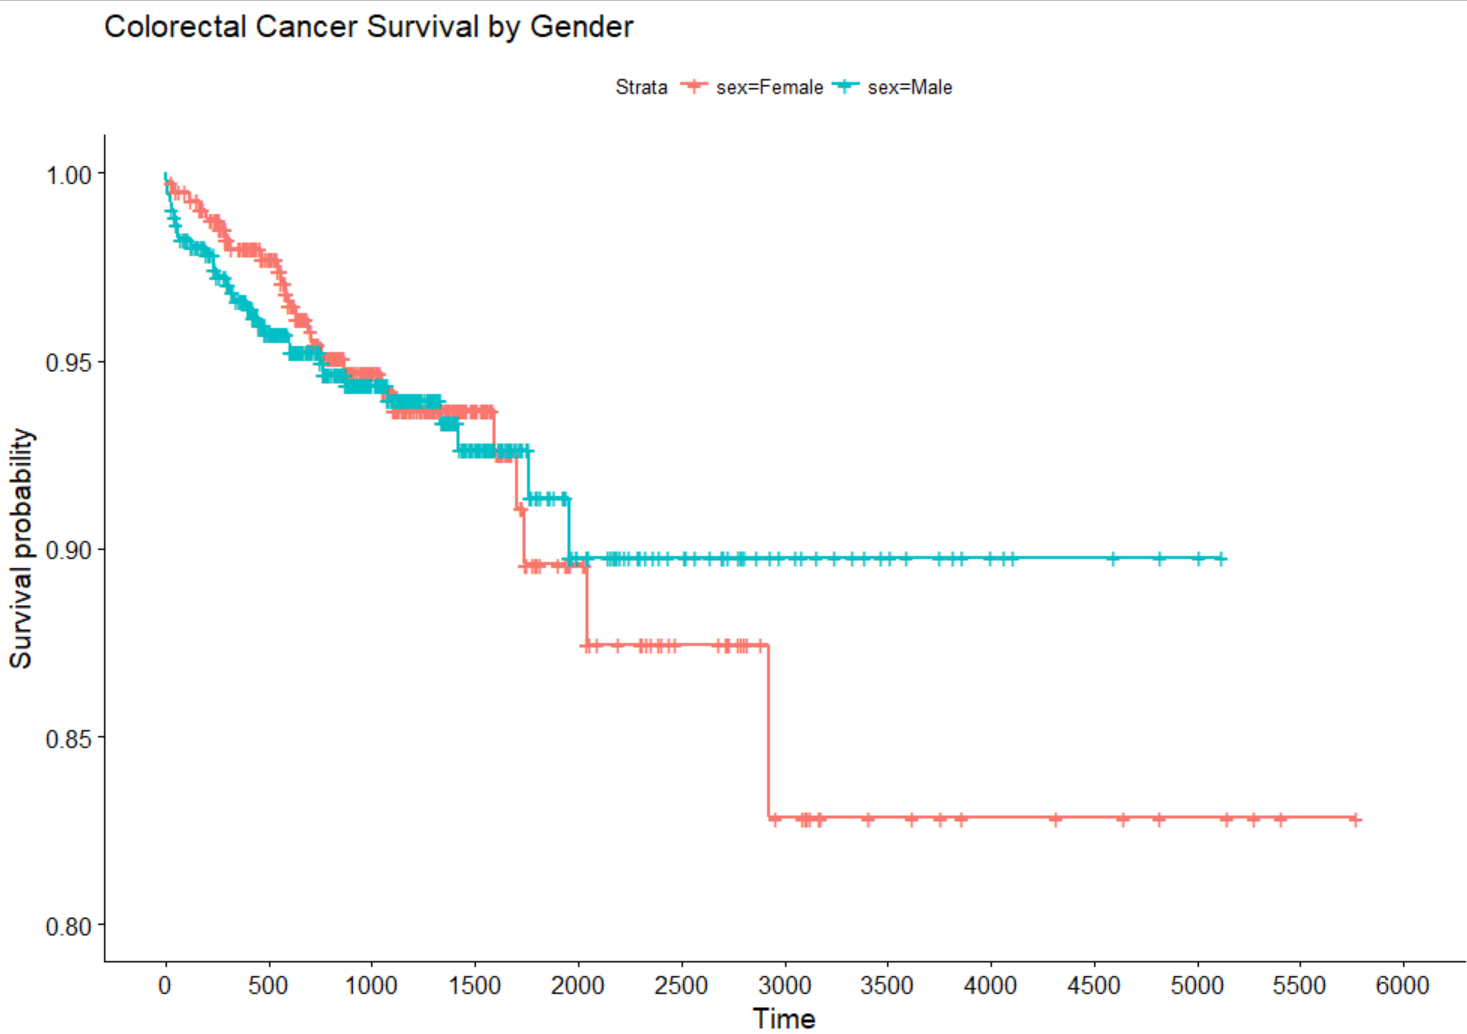 Colorectal Cancer Survival by Gender
Strata sex=Female sex=Male
Survival probability
1.00
0.95
0.90
0.85
0.80
0 500 1000 1500 2000 2500 3000 3500 4000 4500 5000 5500 6000
Time